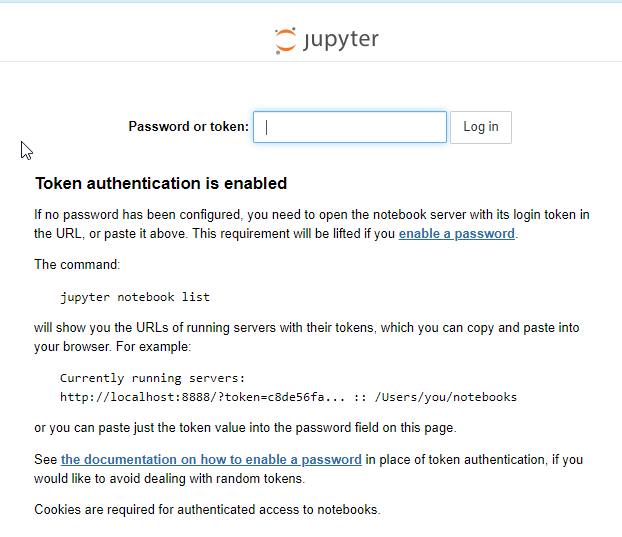 jupyter
Password or token: Log in
Token authentication is enabled
If no password has been configured, you need to open the notebook server with its login token in
the URL, or paste it above. This requirement will be lifted if you enable a password.
The command:
jupyter notebook list
will show you the URLs of running servers with their tokens, which you can copy and paste into
your browser. For example:
Currently running servers:
http://localhost:8888/?token=c8de56fa... :: /Users/you/notebooks
or you can paste just the token value into the password field on this page.
See the documentation on how to enable a password in place of token authentication, if you
would like to avoid dealing with random tokens.
Cookies are required for authenticated access to notebooks.